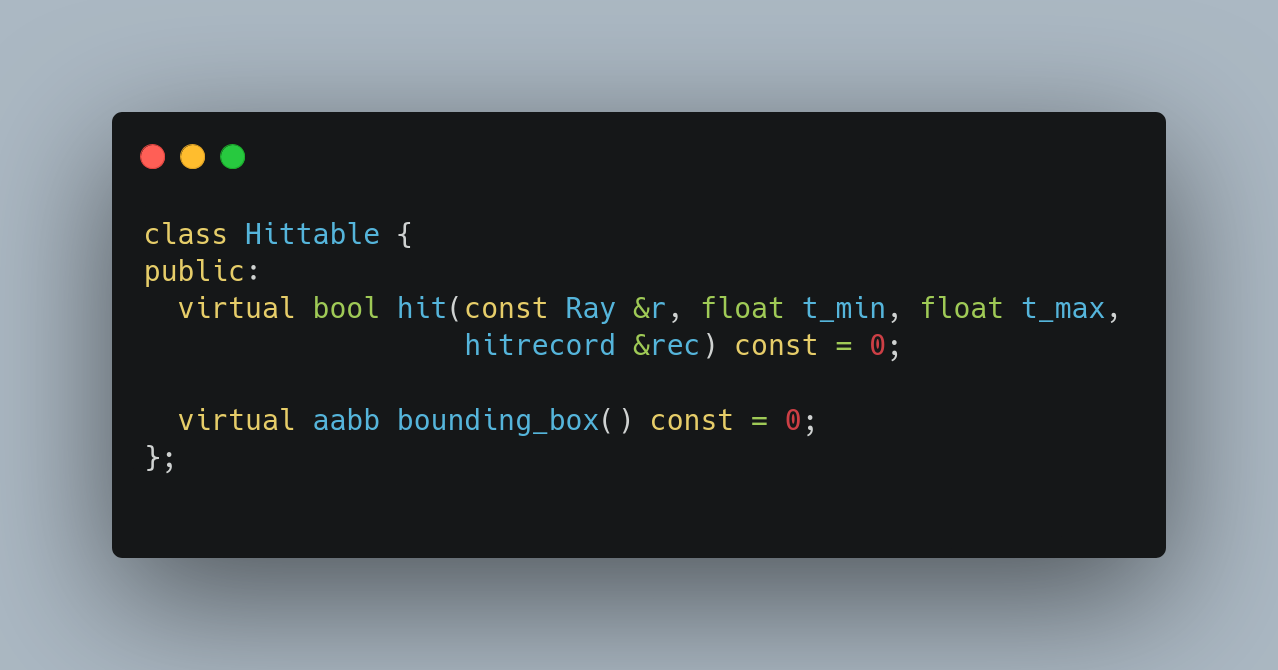 class Hittable {
public:
  virtual bool hit(const Ray &r, float t_min, float t_max,
                   hitrecord &rec) const = 0;

  virtual aabb bounding_box() const = 0;
};